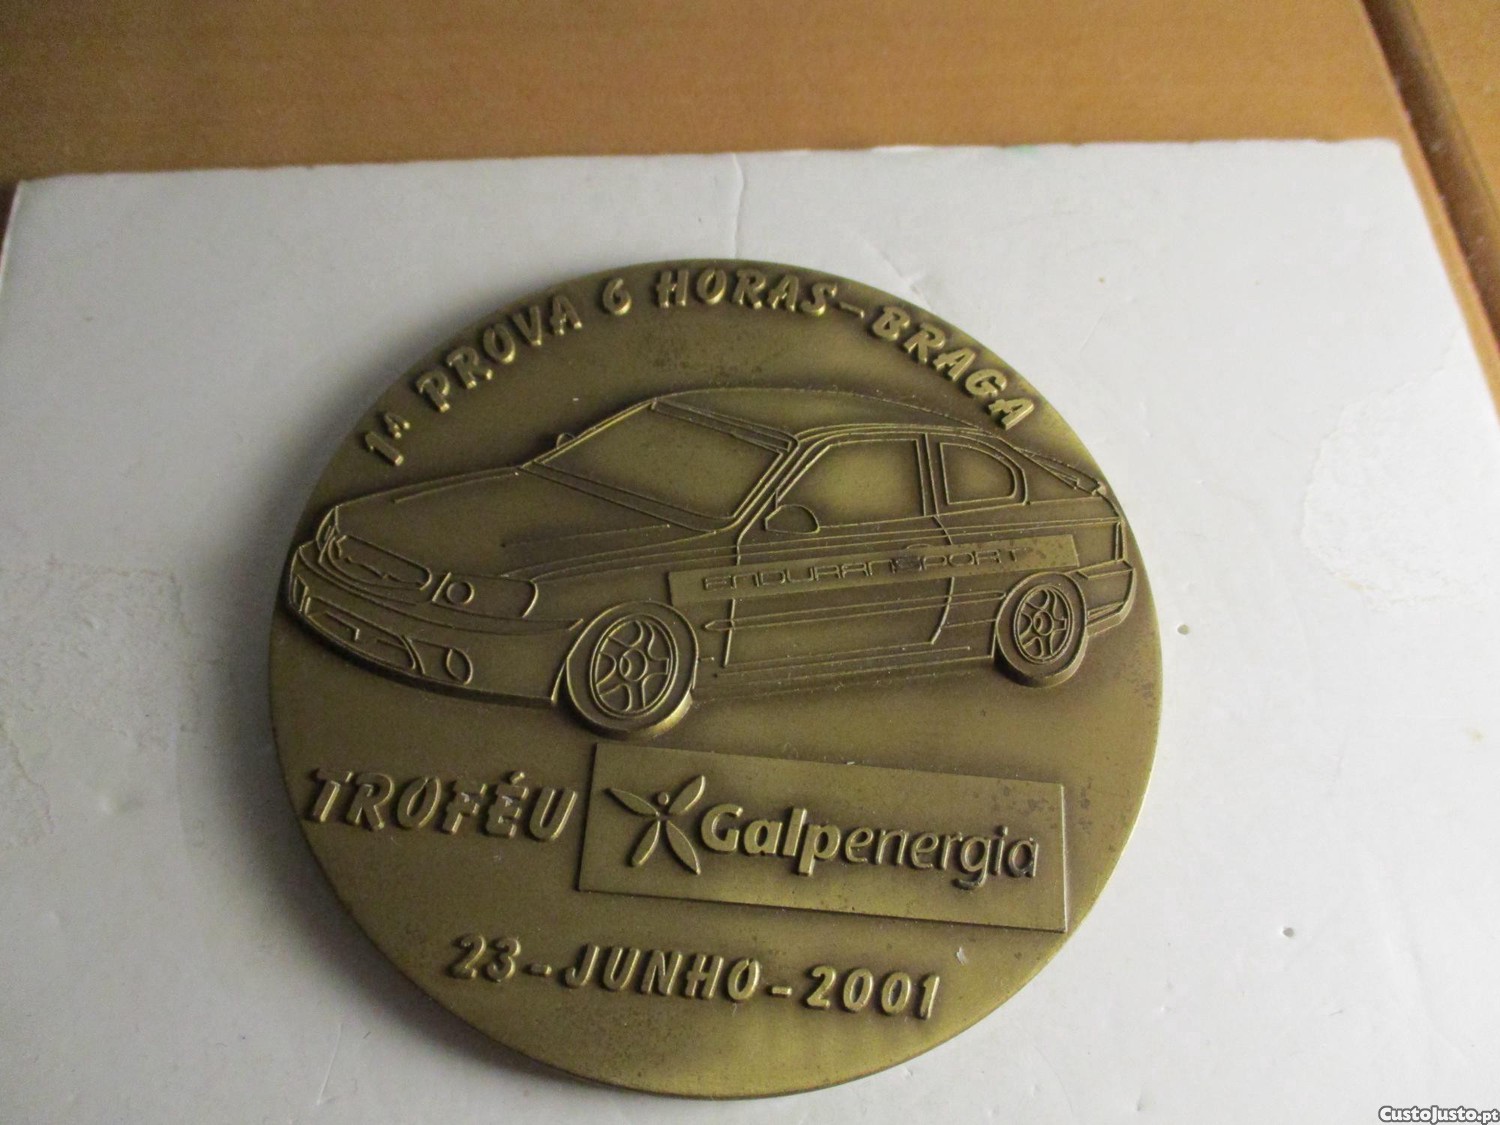 1ª PROVA 6 HORAS-BRAGA
ENDURANSPORT
TROFÉU Galpenergia
23-JUNHO-2001
CustoJusto.pt